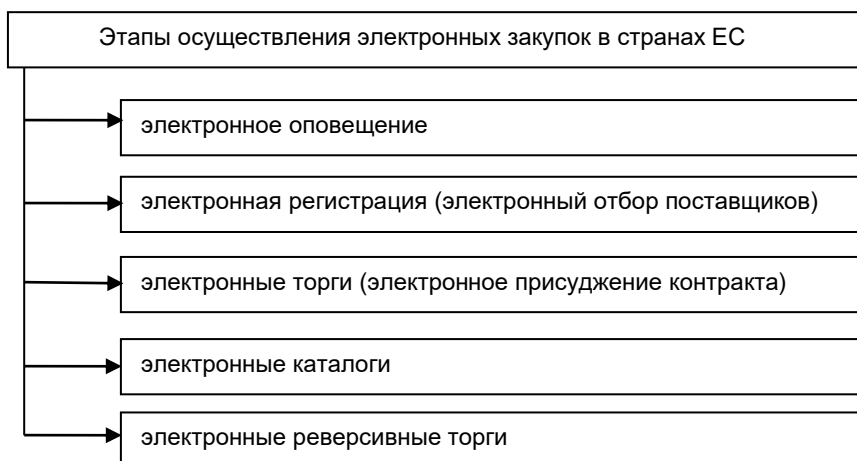 Этапы осуществления электронных закупок в странах ЕС
электронное оповещение
электронная регистрация (электронный отбор поставщиков)
электронные торги (электронное присуджение контракта)
электронные каталоги
электронные реверсивные торги